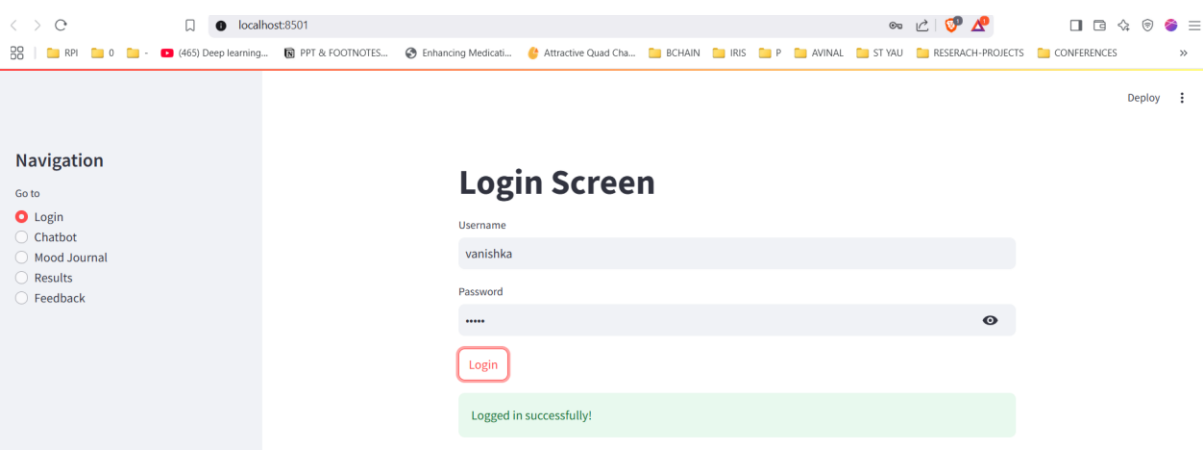 localhost:8501
RPI 0 - (465) Deep learning... PPT & FOOTNOTES... Enhancing Medicati... Attractive Quad Cha... BCHAIN IRIS P AVINAL ST YAU RESERACH-PROJECTS CONFERENCES »
Deploy
Navigation
Go to
Login
Chatbot
Mood Journal
Results
Feedback
Login Screen
Username
vanishka
Password
•••••
Login
Logged in successfully!